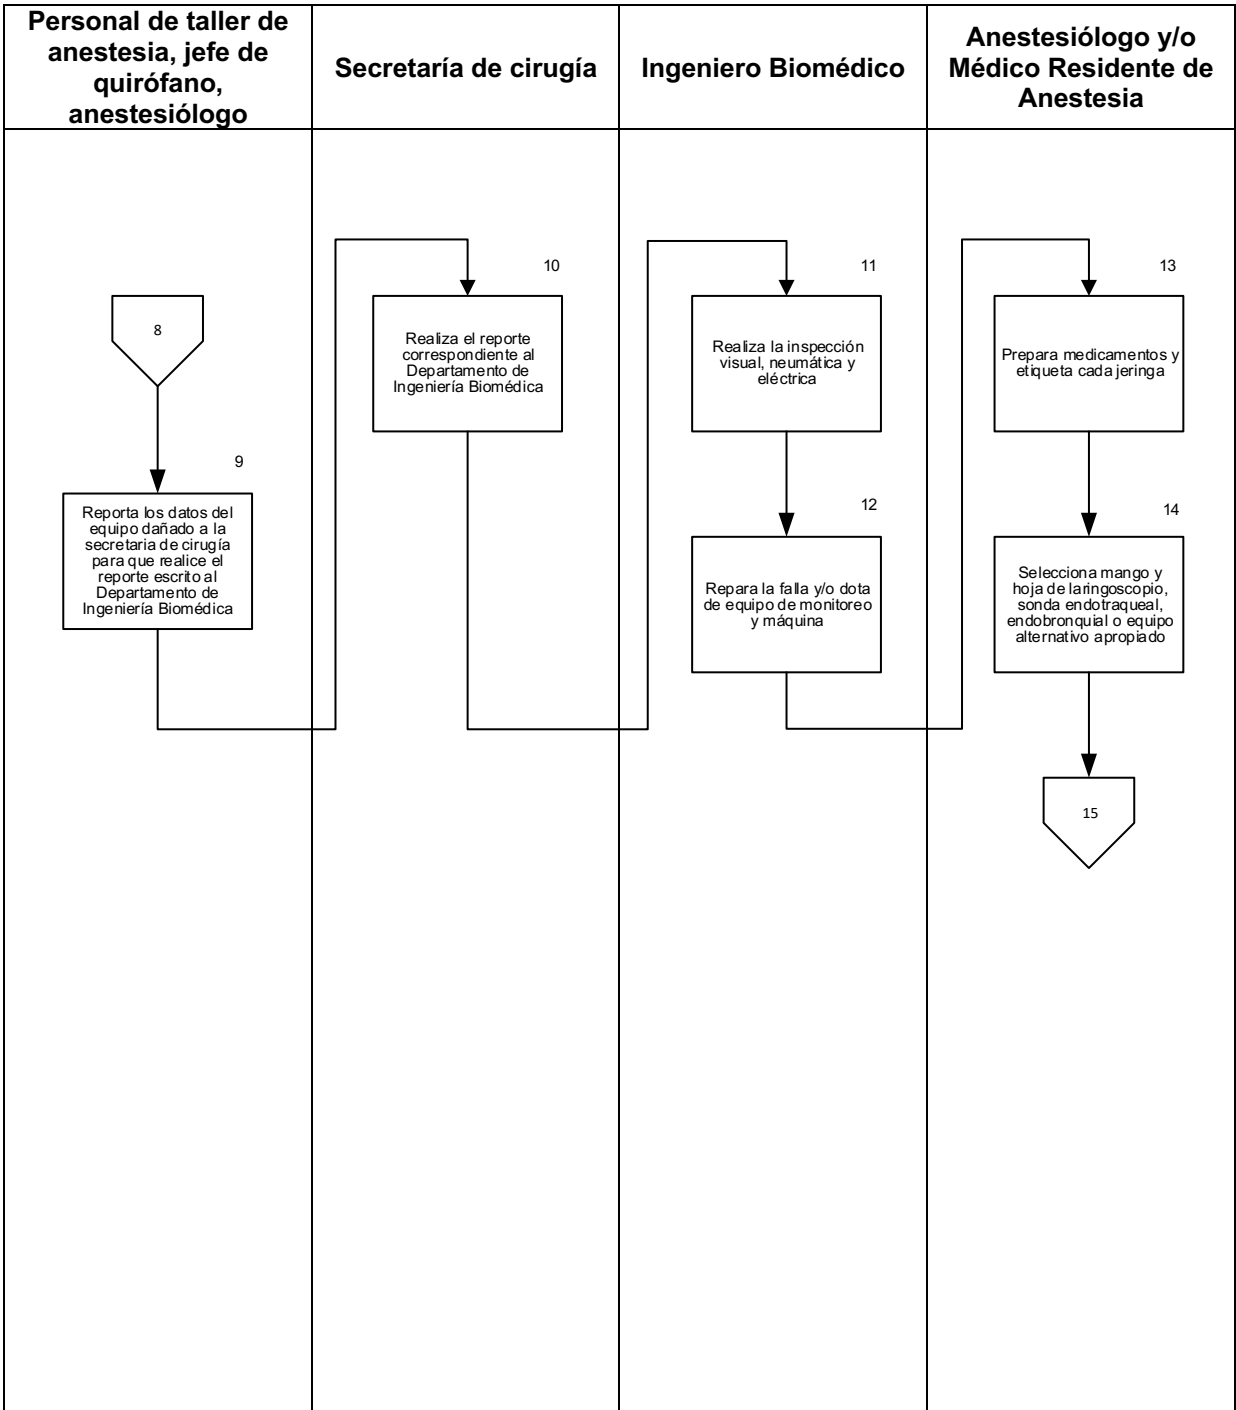 Personal de taller de
anestesia, jefe de
quirófano,
anestesiólogo
Secretaría de cirugía
Ingeniero Biomédico
Anestesiólogo y/o
Médico Residente de
Anestesia
8
9
Reporta los datos del
equipo dañado a la
secretaria de cirugía
para que realice el
reporte escrito al
Departamento de
Ingeniería Biomédica
10
Realiza el reporte
correspondiente al
Departamento de
Ingeniería Biomédica
11
Realiza la inspección
visual, neumática y
eléctrica
12
Repara la falla y/o dota
de equipo de monitoreo
y máquina
13
Prepara medicamentos y
etiqueta cada jeringa
14
Selecciona mango y
hoja de laringoscopio,
sonda endotraqueal,
endobronquial o equipo
alternativo apropiado
15